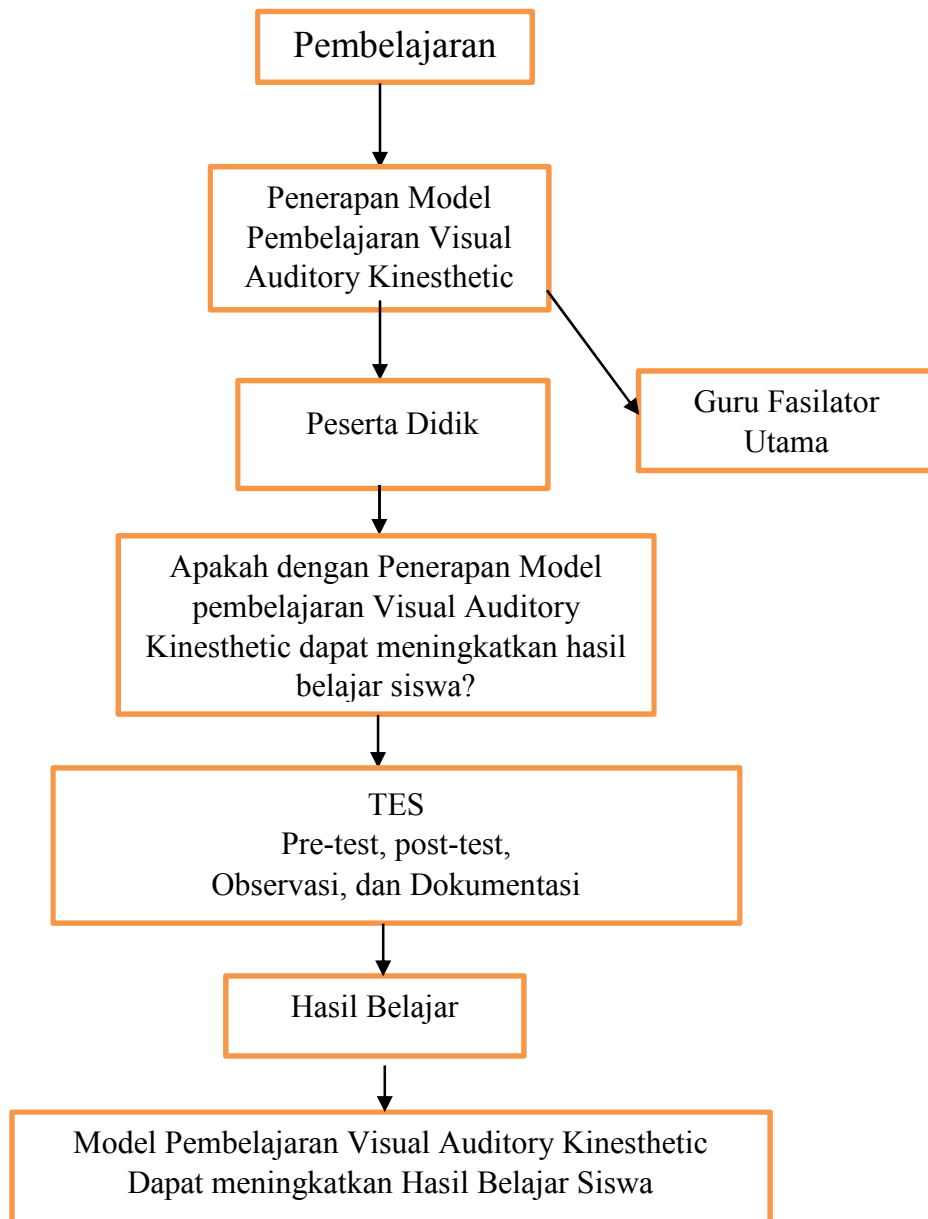 Pembelajaran
Penerapan Model
Pembelajaran Visual
Auditory Kinesthetic
Guru Fasilator
Utama
Peserta Didik
Apakah dengan Penerapan Model
pembelajaran Visual Auditory
Kinesthetic dapat meningkatkan hasil
belajar siswa?
TES
Pre-test, post-test,
Observasi, dan Dokumentasi
Hasil Belajar
Model Pembelajaran Visual Auditory Kinesthetic
Dapat meningkatkan Hasil Belajar Siswa